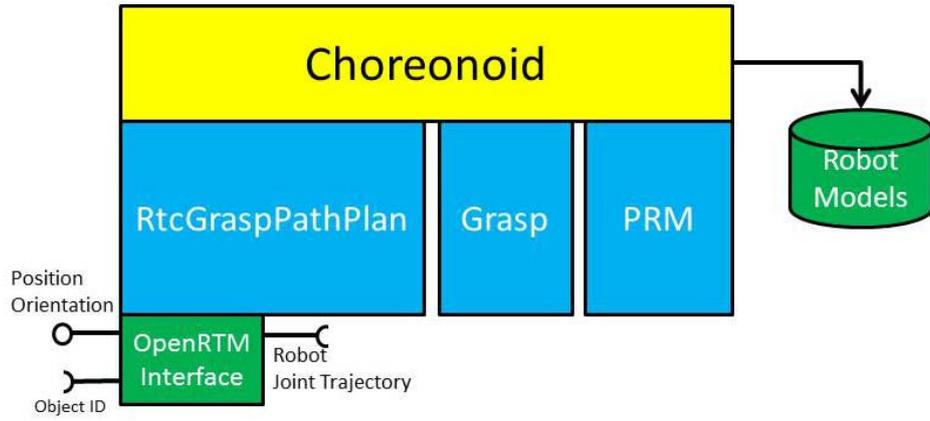 Choreonoid
RtcGraspPathPlan
Grasp
PRM
Robot
Models
Position
Orientation
OpenRTM
Interface
Robot
Joint Trajectory
Object ID